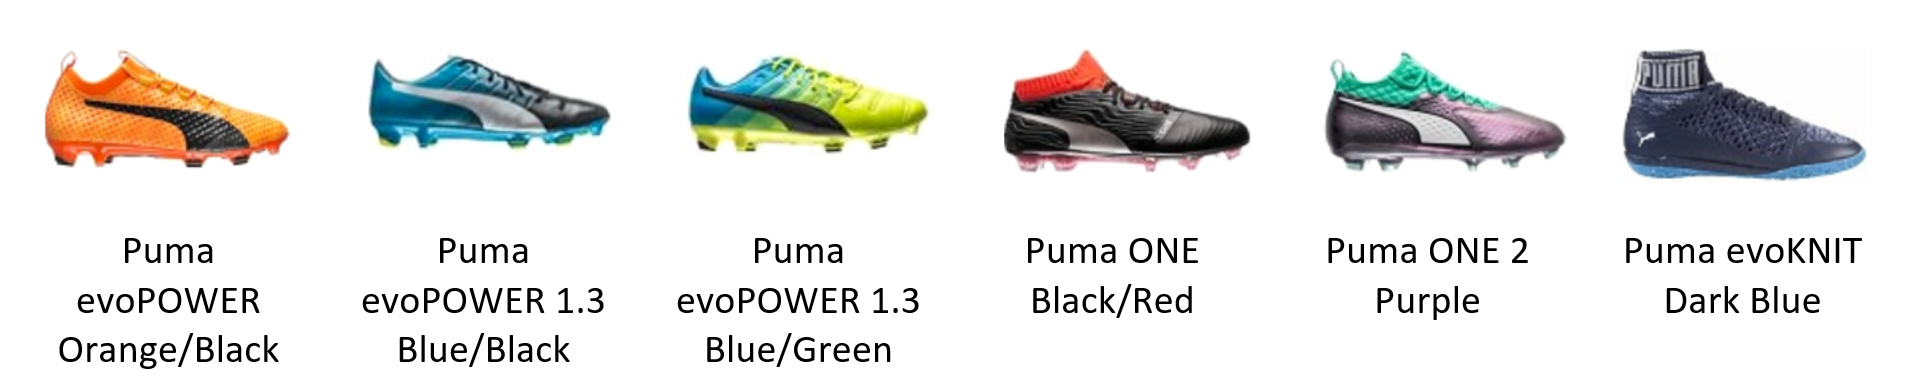 PUMA
Puma
evoPOWER
Orange/Black
Puma
evoPOWER 1.3
Blue/Black
Puma
evoPOWER 1.3
Blue/Green
Puma ONE
Black/Red
Puma ONE 2
Purple
Puma evoKNIT
Dark Blue